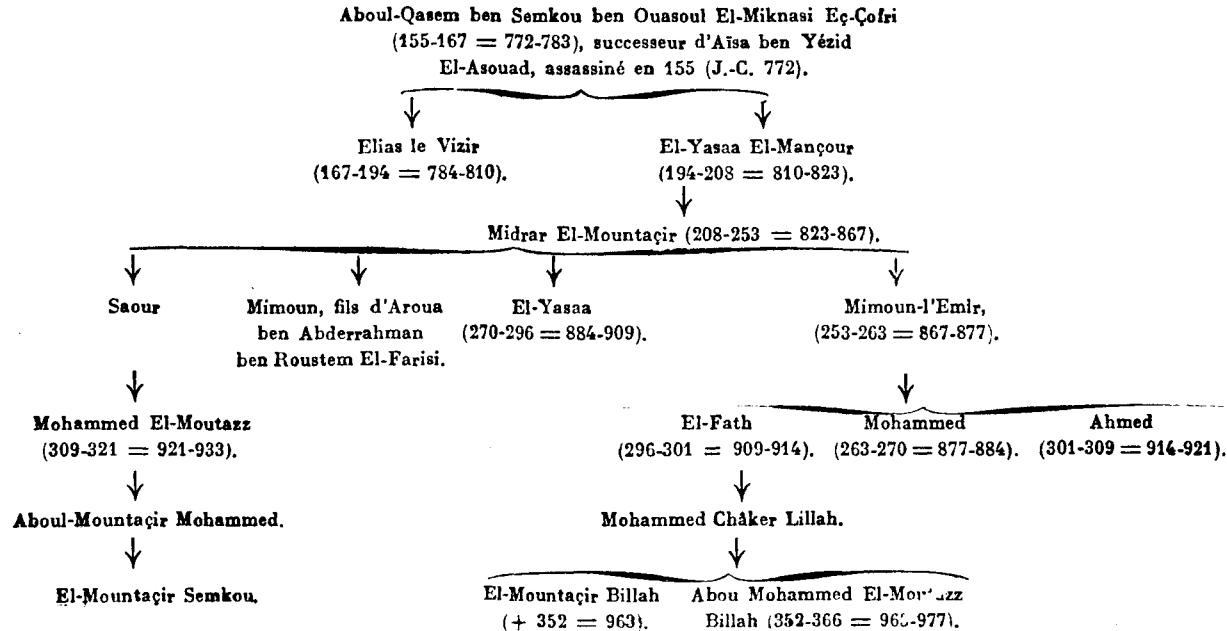 Aboul-Qasem ben Semkou ben Ouasoul El-Miknasi Eç-Çofri
(155-167 = 772-783), successeur d'Aïsa ben Yézid
El-Asouad, assassiné en 155 (J.-C. 772).
Elias le Vizir
(167-194 = 784-810).
El-Yasaa El-Mançour
(194-208 = 810-823).
Midrar El-Mountaçir (208-253 = 823-867).
Saour
Mimoun, fils d'Aroua
ben Abderrahman
ben Roustem El-Farisi.
El-Yasaa
(270-296 = 884-909).
Mimoun-l'Emir,
(253-263 = 867-877).
Mohammed El-Moutazz
(309-321 = 921-933).
El-Fath
(296-301 = 909-914).
Mohammed
(263-270 = 877-884).
Ahmed
(301-309 = 914-921).
Aboul-Mountaçir Mohammed.
Mohammed Châker Lillah.
El-Mountaçir Semkou.
El-Mountaçir Billah
(+ 352 = 963).
Abou Mohammed
Billah (352-366